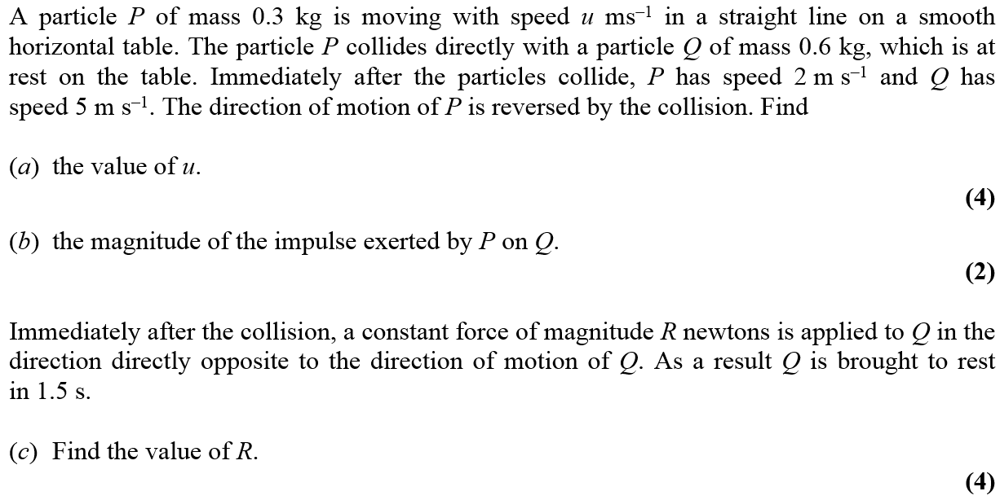 A particle P of mass 0.3 kg is moving with speed u ms⁻¹ in a straight line on a smooth
horizontal table. The particle P collides directly with a particle Q of mass 0.6 kg, which is at
rest on the table. Immediately after the particles collide, P has speed 2 m s⁻¹ and Q has
speed 5 m s⁻¹. The direction of motion of P is reversed by the collision. Find
(a) the value of u.
(4)
(b) the magnitude of the impulse exerted by P on Q.
(2)
Immediately after the collision, a constant force of magnitude R newtons is applied to Q in the
direction directly opposite to the direction of motion of Q. As a result Q is brought to rest
in 1.5 s.
(c) Find the value of R.
(4)